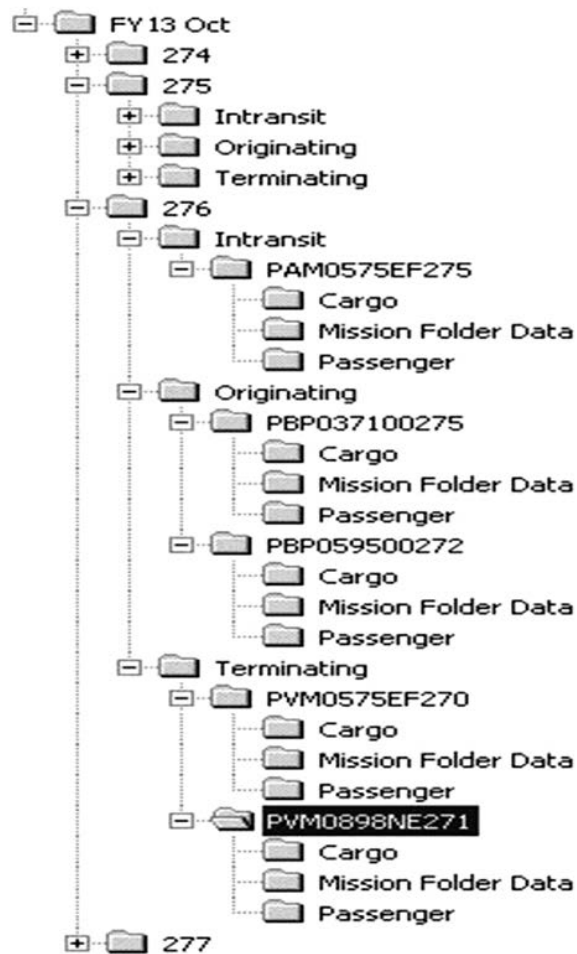 FY13 Oct
274
275
Intransit
Originating
Terminating
276
Intransit
PAM0575EF275
Cargo
Mission Folder Data
Passenger
Originating
PBP037100275
Cargo
Mission Folder Data
Passenger
PBP059500272
Cargo
Mission Folder Data
Passenger
Terminating
PVM0575EF270
Cargo
Mission Folder Data
Passenger
PVM0898NE271
Cargo
Mission Folder Data
Passenger
277